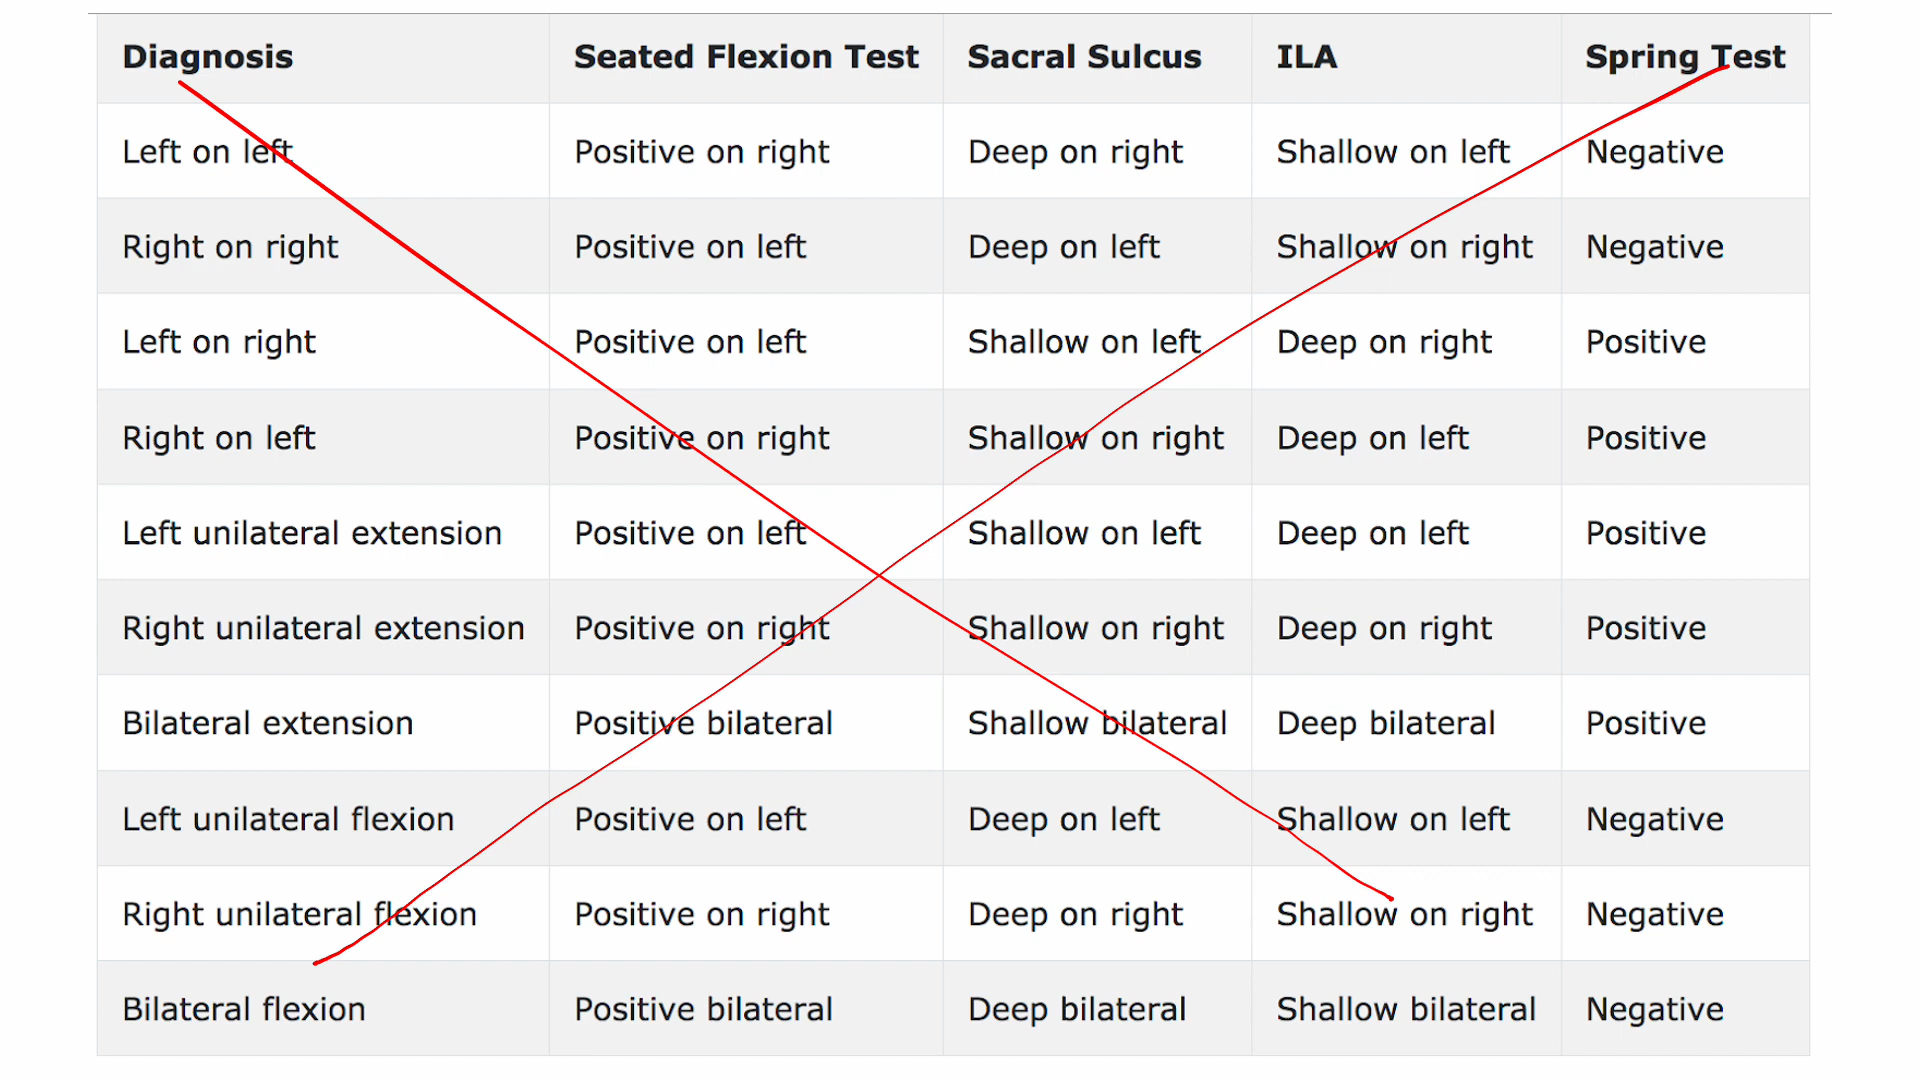 Diagnosis Seated Flexion Test Sacral Sulcus ILA Spring Test
Left on left Positive on right Deep on right Shallow on left Negative
Right on right Positive on left Deep on left Shallow on right Negative
Left on right Positive on left Shallow on left Deep on right Positive
Right on left Positive on right Shallow on right Deep on left Positive
Left unilateral extension Positive on left Shallow on left Deep on left Positive
Right unilateral extension Positive on right Shallow on right Deep on right Positive
Bilateral extension Positive bilateral Shallow bilateral Deep bilateral Positive
Left unilateral flexion Positive on left Deep on left Shallow on left Negative
Right unilateral flexion Positive on right Deep on right Shallow on right Negative
Bilateral flexion Positive bilateral Deep bilateral Shallow bilateral Negative